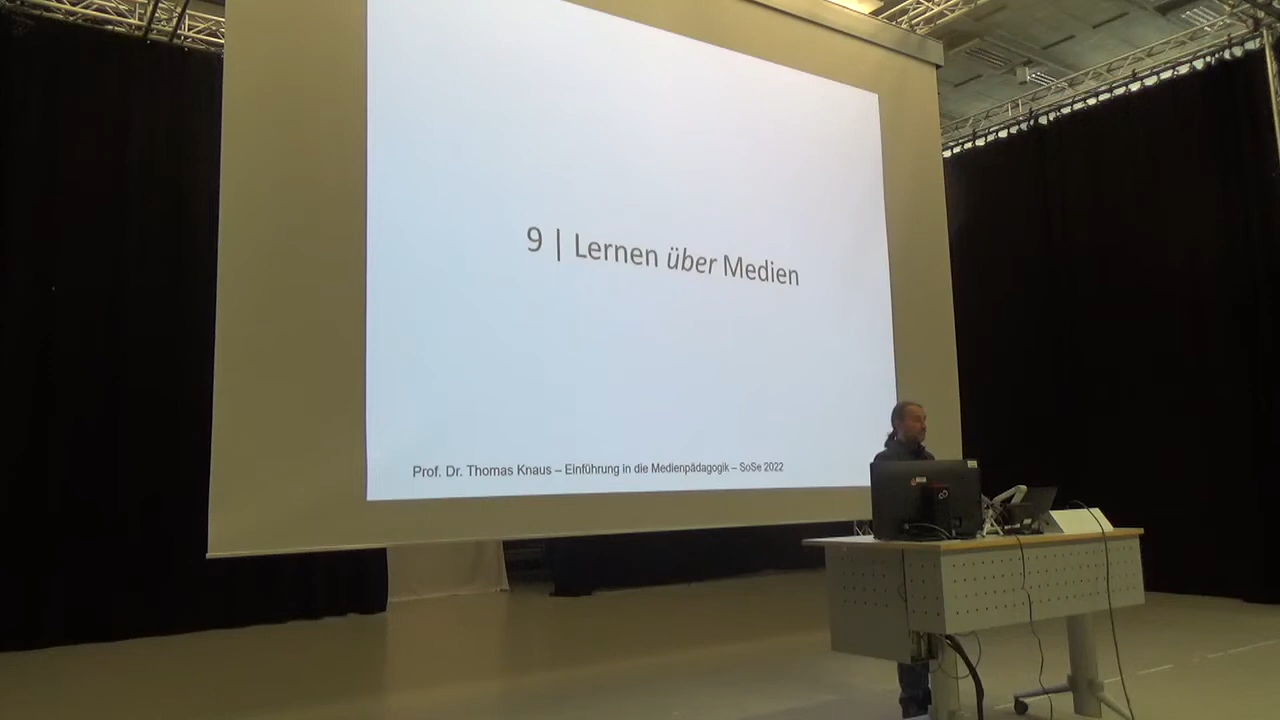 9 | Lernen über Medien
Prof. Dr. Thomas Knaus – Einführung in die Medienpädagogik – SoSe 2022